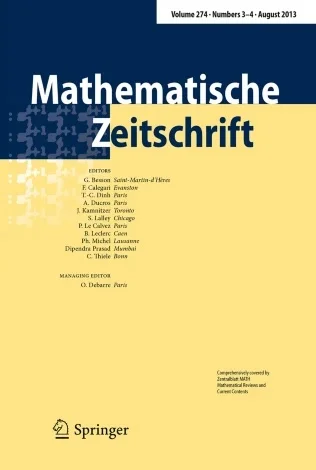 Volume 274 · Numbers 3–4 · August 2013
Mathematische
Zeitschrift
EDITORS
G. Besson Saint-Martin-d'Hères
F. Calegari Evanston
T.-C. Dinh Paris
A. Ducros Paris
J. Kamnitzer Toronto
S. Lalley Chicago
P. Le Calvez Paris
B. Leclerc Caen
Ph. Michel Lausanne
Dipendra Prasad Mumbai
C. Thiele Bonn
MANAGING EDITOR
O. Debarre Paris
Comprehensively covered by
Zentralblatt MATH
Mathematical Reviews and
Current Contents
Springer